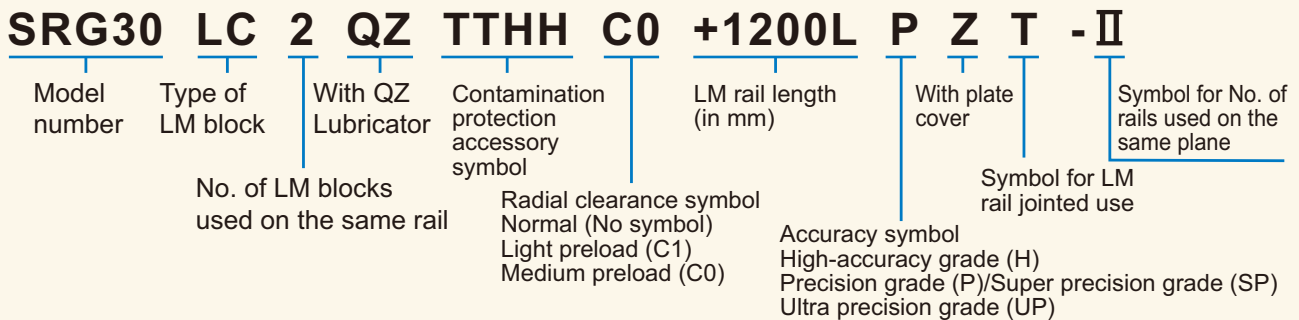 SRG30 LC 2 QZ TTHH C0 +1200L P Z T -Ⅱ
Model
number
Type of
LM block
No. of LM blocks
used on the same rail
With QZ
Lubricator
Contamination
protection
accessory
symbol
Radial clearance symbol
Normal (No symbol)
Light preload (C1)
Medium preload (C0)
LM rail length
(in mm)
Accuracy symbol
High-accuracy grade (H)
Precision grade (P)/Super precision grade (SP)
Ultra precision grade (UP)
With plate
cover
Symbol for LM
rail jointed use
Symbol for No. of
rails used on the
same plane